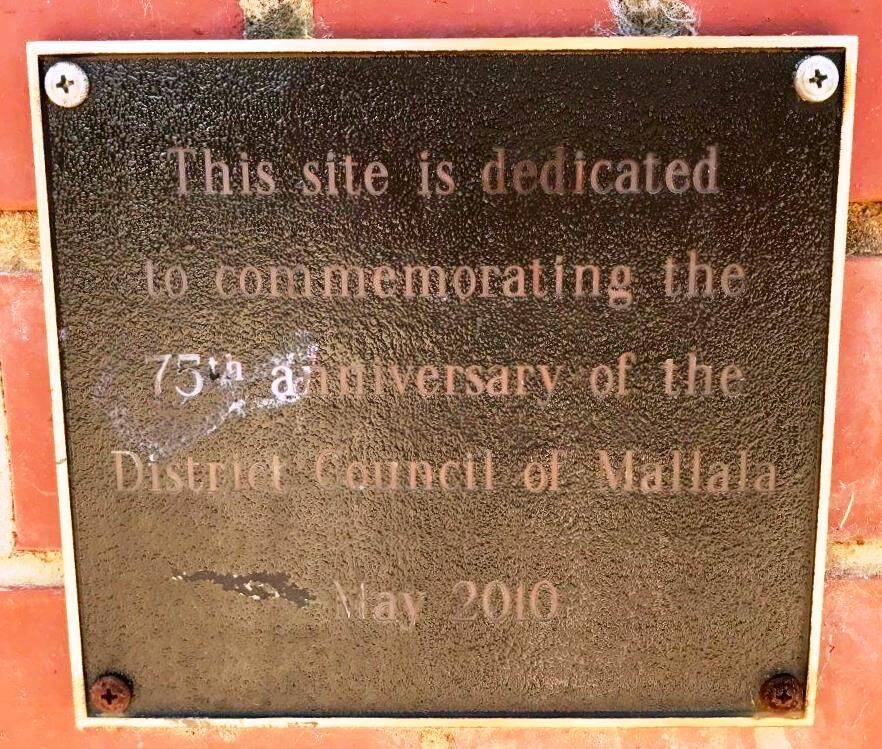 This site is dedicated
to commemorating the
75th anniversary of the
District Council of Mallala
May 2010